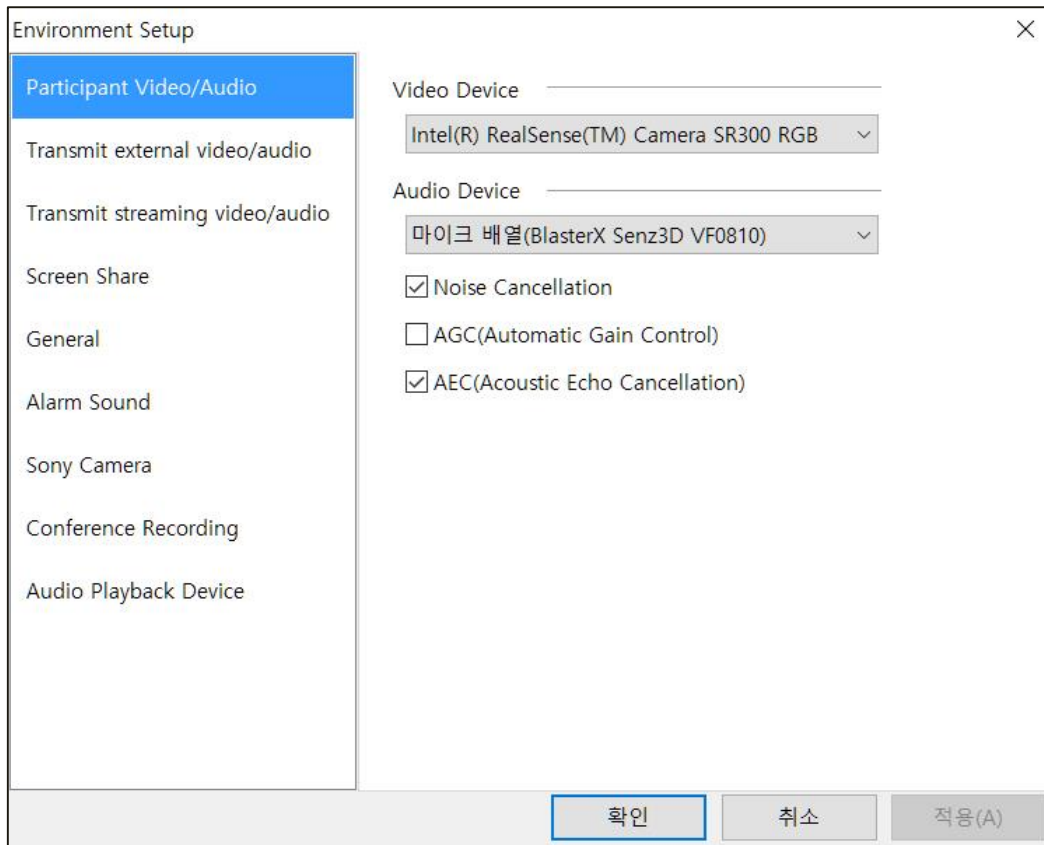 Environment Setup
Participant Video/Audio
Transmit external video/audio
Transmit streaming video/audio
Screen Share
General
Alarm Sound
Sony Camera
Conference Recording
Audio Playback Device
Video Device
Intel(R) RealSense(TM) Camera SR300 RGB
Audio Device
마이크 배열(BlasterX Senz3D VF0810)
Noise Cancellation
AGC(Automatic Gain Control)
AEC(Acoustic Echo Cancellation)
확인
취소
적용(A)